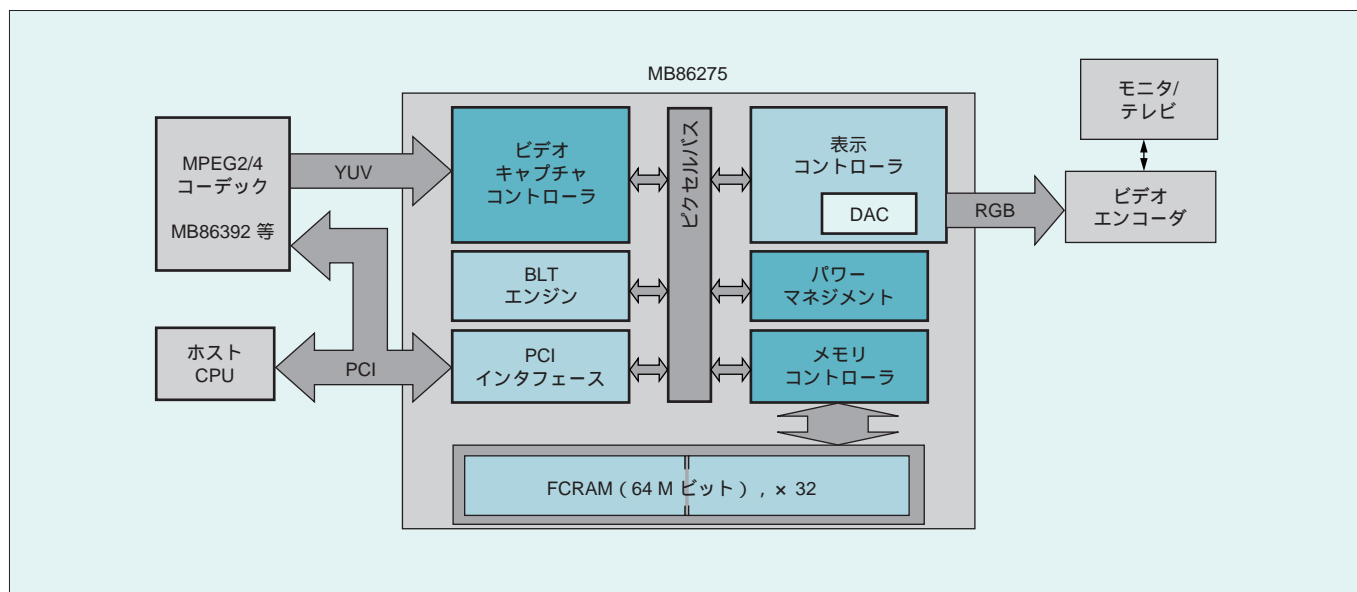 MB86275
MPEG2/4
コーデック
MB86392 等
YUV
ビデオ
キャプチャ
コントローラ
ピクセルバス
表示
コントローラ
DAC
RGB
モニタ/
テレビ
ビデオ
エンコーダ
BLT
エンジン
パワー
マネジメント
ホスト
CPU
PCI
PCI
インタフェース
メモリ
コントローラ
FCRAM（64 M ビット）, × 32